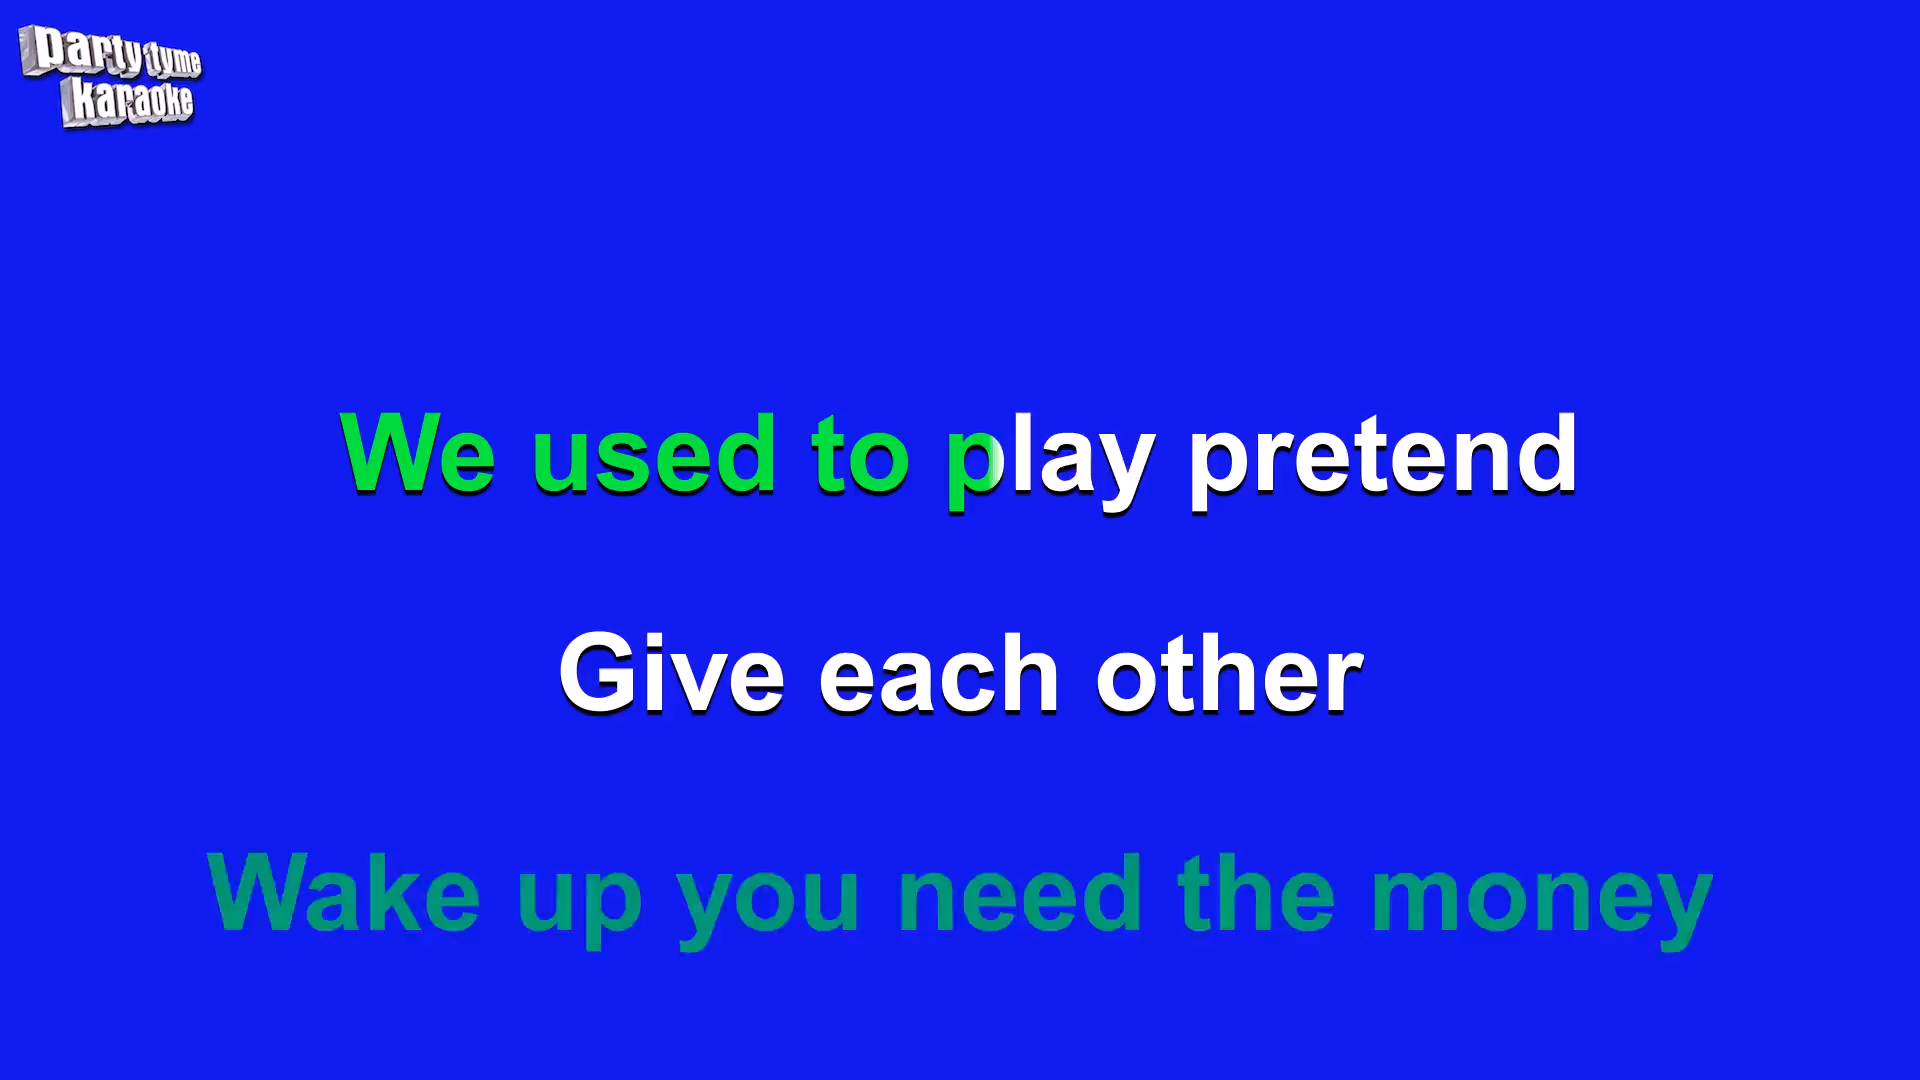 party tyme
karaoke
We used to play pretend
Give each other
Wake up you need the money